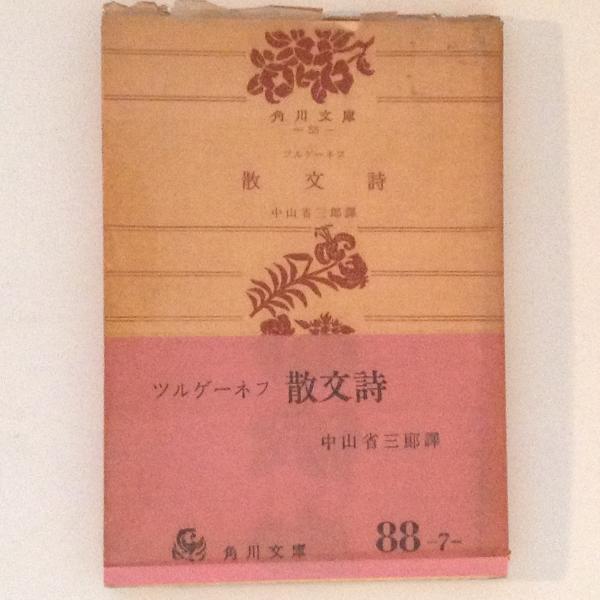 角川文庫
— 88 —
ツルゲーネフ
散文詩
中山省三郎譯
ツルゲーネフ 散文詩
中山省三郎譯
角川文庫 88-7-